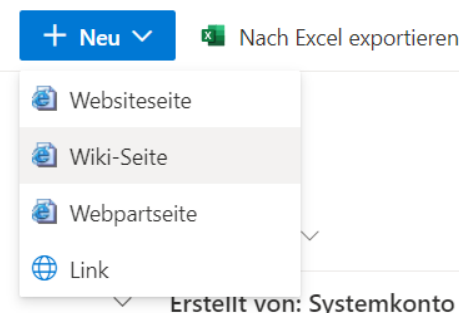 Neu
Nach Excel exportieren
Websiteseite
Wiki-Seite
Webpartseite
Link
Erstellt von: Systemkonto